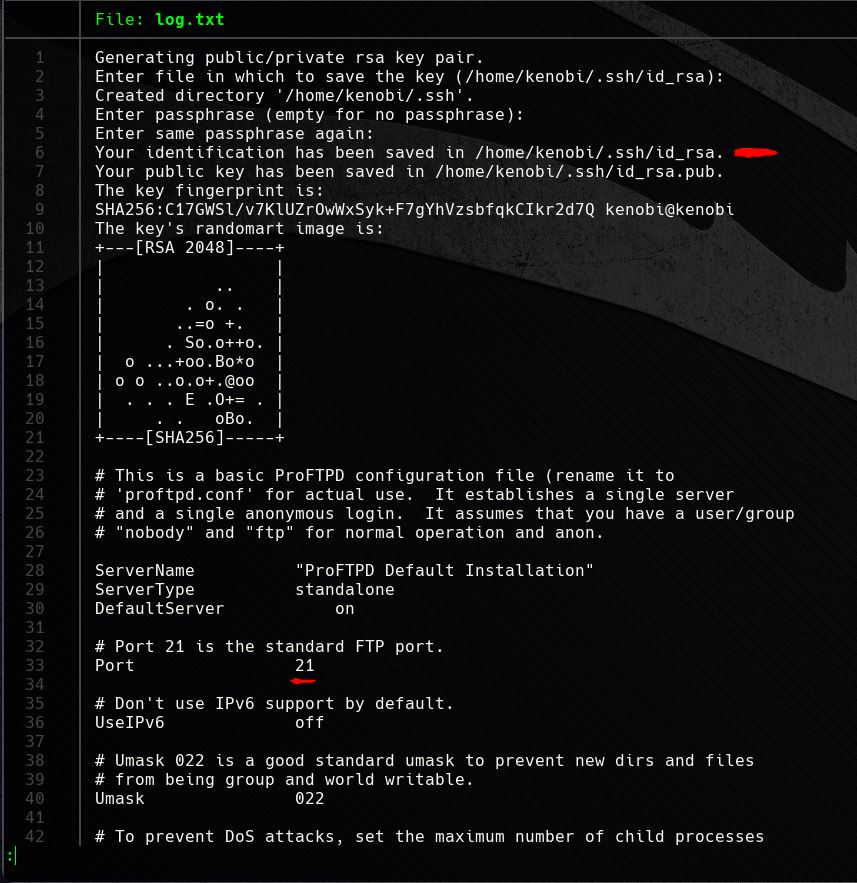 File: log.txt
1 Generating public/private rsa key pair.
2 Enter file in which to save the key (/home/kenobi/.ssh/id_rsa):
3 Created directory '/home/kenobi/.ssh'.
4 Enter passphrase (empty for no passphrase):
5 Enter same passphrase again:
6 Your identification has been saved in /home/kenobi/.ssh/id_rsa.
7 Your public key has been saved in /home/kenobi/.ssh/id_rsa.pub.
8 The key fingerprint is:
9 SHA256:C17GWSl/v7KlUZrOwWxSyk+F7gYhVzsbfqkCIkr2d7Q kenobi@kenobi
10 The key's randomart image is:
11 +---[RSA 2048]----+
12 |                 |
13 |           ..    |
14 |        . o. .   |
15 |       ..=o +.   |
16 |      . So.o++o. |
17 |  o ...+oo.Bo*o  |
18 | o o ..o.o+.@oo  |
19 |  . . . E .O+= . |
20 |     . .   oBo.  |
21 +----[SHA256]-----+
22
23 # This is a basic ProFTPD configuration file (rename it to
24 # 'proftpd.conf' for actual use.  It establishes a single server
25 # and a single anonymous login.  It assumes that you have a user/group
26 # "nobody" and "ftp" for normal operation and anon.
27
28 ServerName          "ProFTPD Default Installation"
29 ServerType          standalone
30 DefaultServer           on
31
32 # Port 21 is the standard FTP port.
33 Port                21
34
35 # Don't use IPv6 support by default.
36 UseIPv6             off
37
38 # Umask 022 is a good standard umask to prevent new dirs and files
39 # from being group and world writable.
40 Umask               022
41
42 # To prevent DoS attacks, set the maximum number of child processes
: